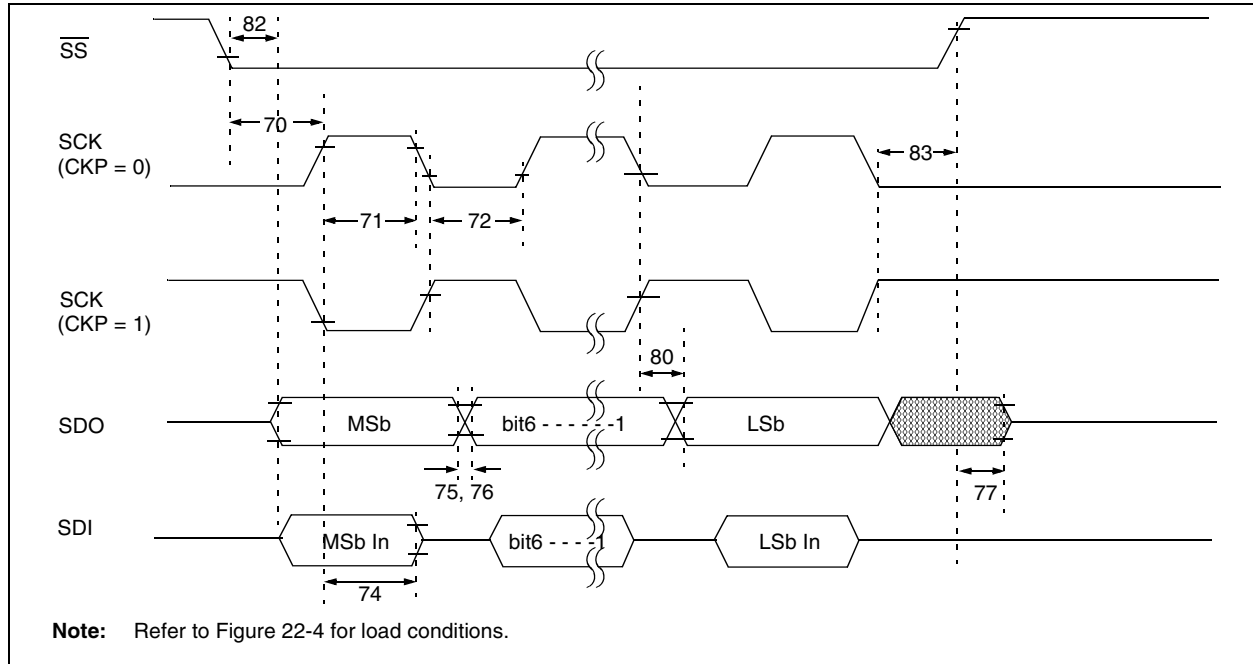 82
SS
70
SCK
(CKP = 0)
83
71
72
SCK
(CKP = 1)
80
SDO
MSb
bit6 - - - - - -1
LSb
75, 76
77
SDI
MSb In
bit6 - - - -1
LSb In
74
Note: Refer to Figure 22-4 for load conditions.